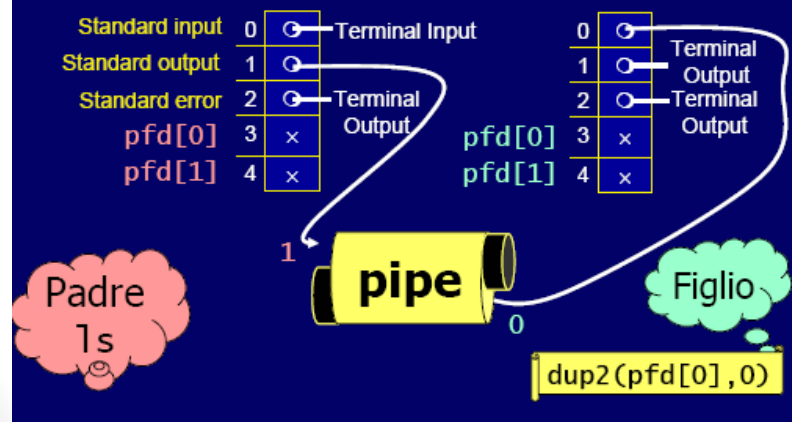 Standard input 0 Terminal Input
Standard output 1
Standard error 2 Terminal Output
pfd[0] 3 ×
pfd[1] 4 ×
0
1 Terminal Output
2 Terminal Output
pfd[0] 3 ×
pfd[1] 4 ×
1
pipe
0
Padre
ls
Figlio
dup2(pfd[0],0)